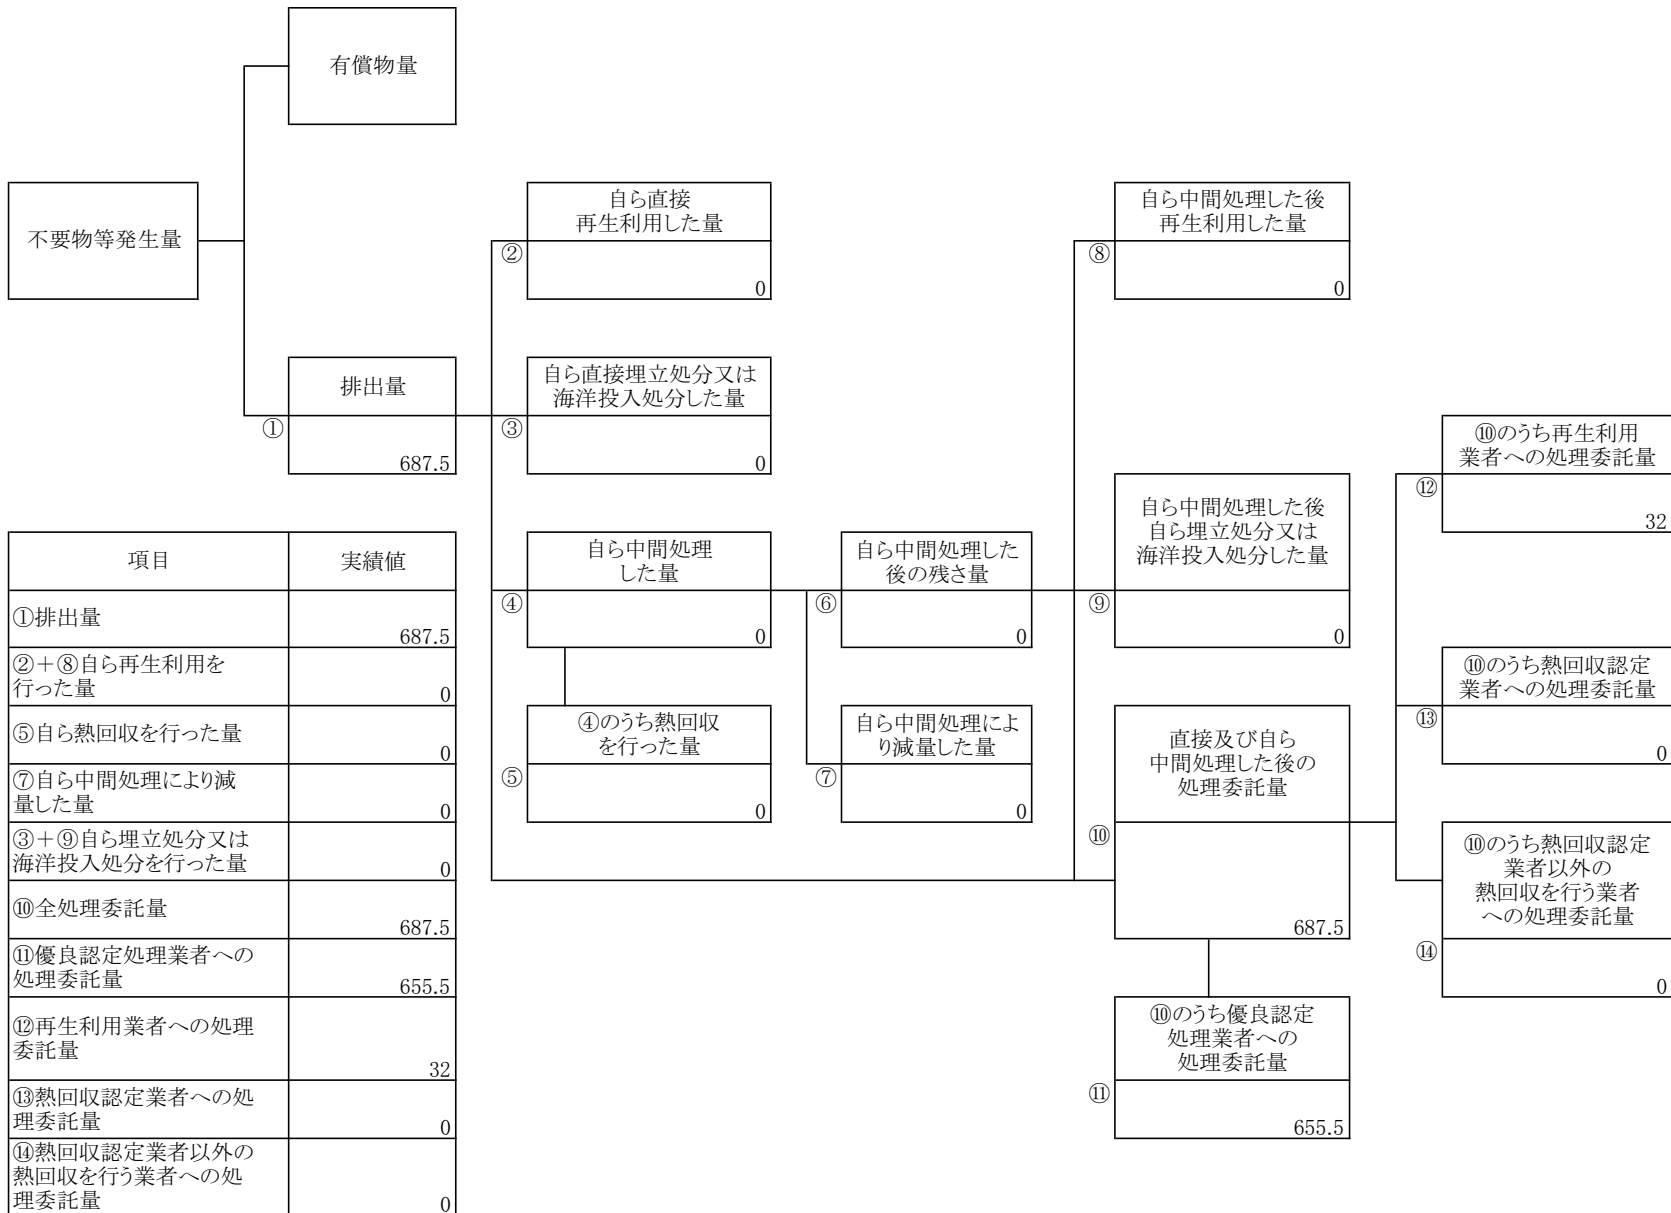 有償物量
不要物等発生量
排出量
①
687.5
自ら直接
再生利用した量
②
0
自ら直接埋立処分又は
海洋投入処分した量
③
0
自ら中間処理
した量
④
0
④のうち熱回収
を行った量
⑤
0
自ら中間処理した
後の残さ量
⑥
0
自ら中間処理によ
り減量した量
⑦
0
自ら中間処理した後
再生利用した量
⑧
0
自ら中間処理した後
自ら埋立処分又は
海洋投入処分した量
⑨
0
直接及び自ら
中間処理した後の
処理委託量
⑩
687.5
⑩のうち優良認定
処理業者への
処理委託量
⑪
655.5
⑩のうち再生利用
業者への処理委託量
⑫
32
⑩のうち熱回収認定
業者への処理委託量
⑬
0
⑩のうち熱回収認定
業者以外の
熱回収を行う業者
への処理委託量
⑭
0
項目 実績値
①排出量
687.5
②＋⑧自ら再生利用を
行った量 0
⑤自ら熱回収を行った量
0
⑦自ら中間処理により減
量した量 0
③＋⑨自ら埋立処分又は
海洋投入処分を行った量 0
⑩全処理委託量
687.5
⑪優良認定処理業者への
処理委託量 655.5
⑫再生利用業者への処理
委託量
32
⑬熱回収認定業者への処
理委託量 0
⑭熱回収認定業者以外の
熱回収を行う業者への処
理委託量 0